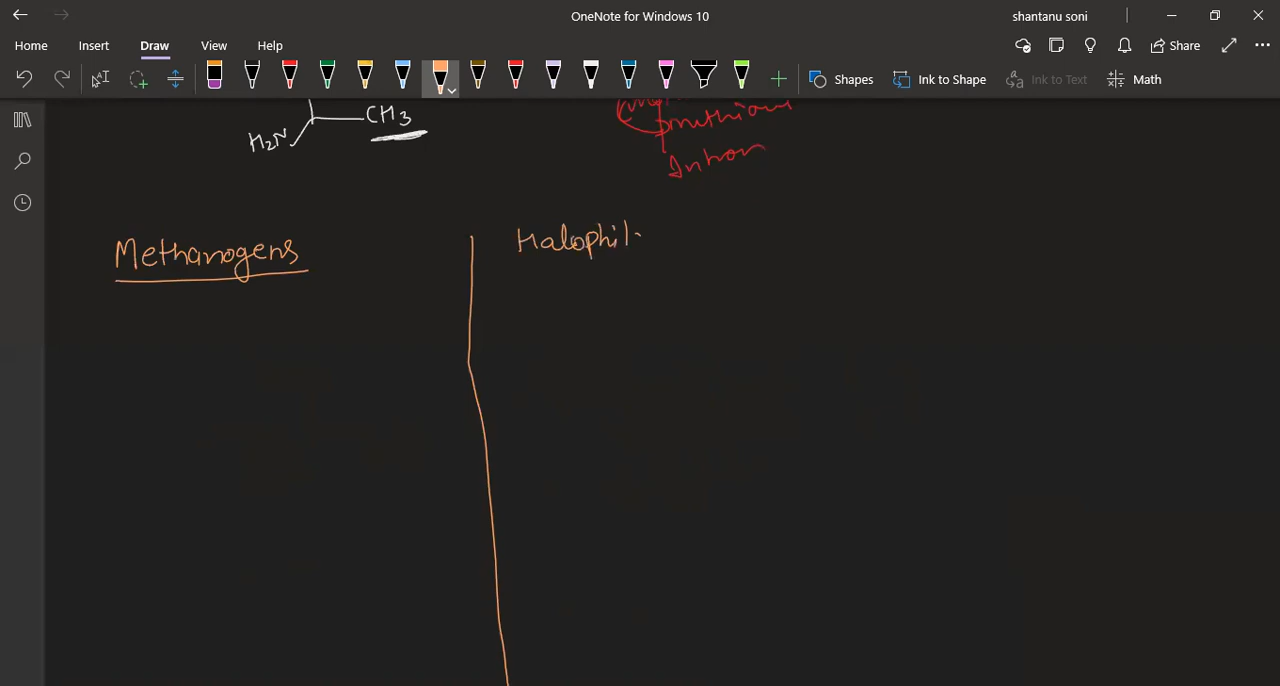 OneNote for Windows 10
shantanu soni
Home Insert Draw View Help
Share
Shapes Ink to Shape Ink to Text Math
H2N CH3
Intron
Methanogens
Halophil